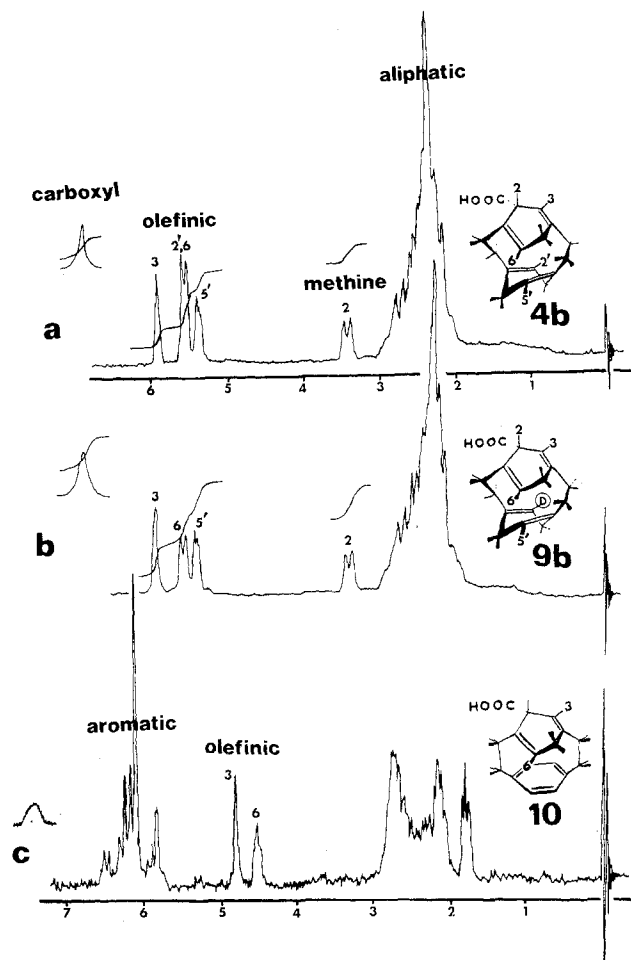 aliphatic
carboxyl
olefinic
HOOC 2 3
3 2' 6 5'
6 2'
methine
2
5'
a
4b
6 5 4 3 2 1
HOOC 2 3
3 6 5'
6 D
2
5'
b
9b
aromatic
olefinic
HOOC 3
3 6
6
10
c
7 6 5 4 3 2 1